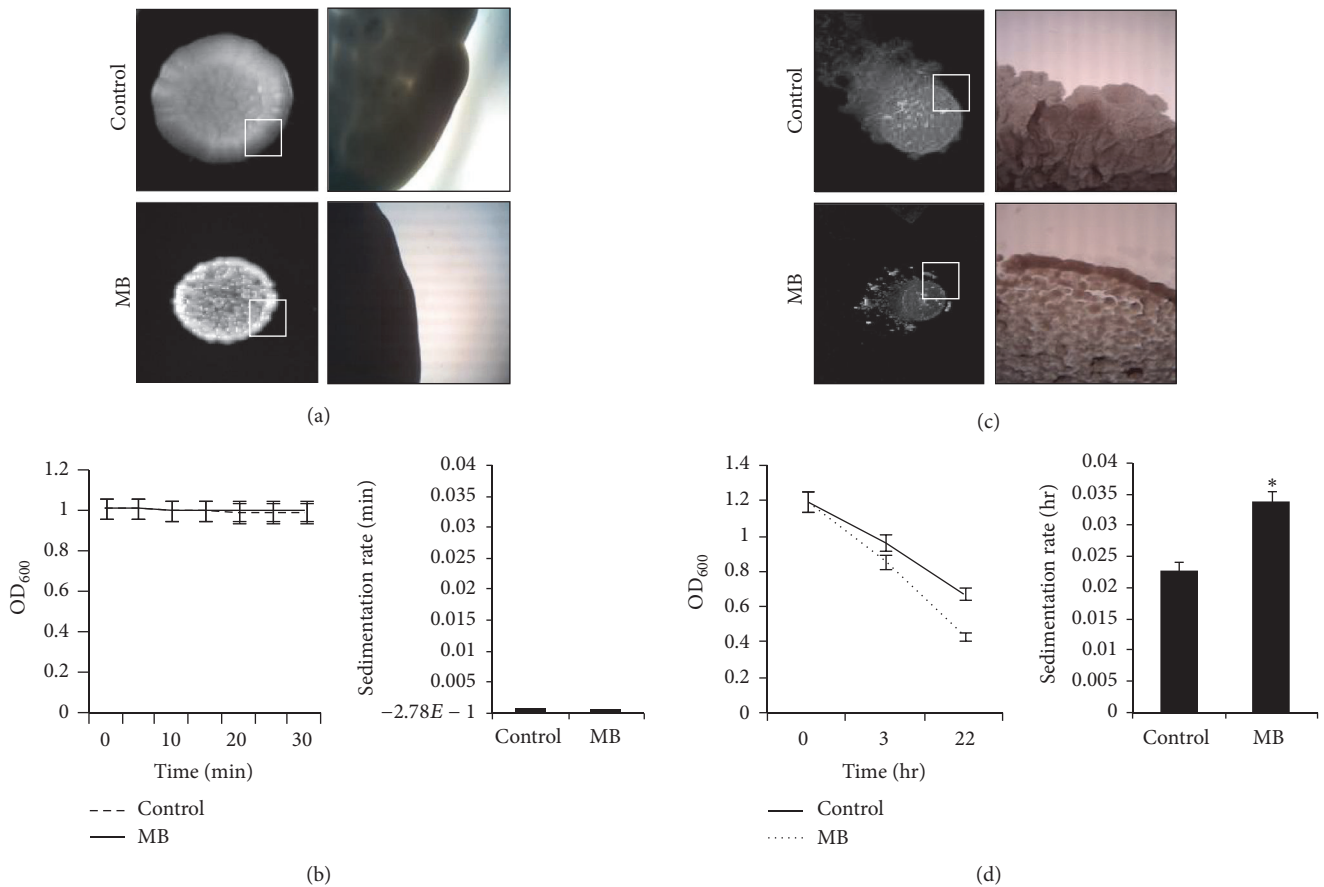 Control
MB
(a)
Control
MB
(c)
1.2
1
0.8
0.6
0.4
0.2
0
OD600
0 10 20 30
Time (min)
Control
MB
0.04
0.035
0.03
0.025
0.02
0.015
0.01
0.005
−2.78E − 1
Sedimentation rate (min)
Control MB
(b)
1.4
1.2
1
0.8
0.6
0.4
0.2
0
OD600
0 3 22
Time (hr)
Control
MB
0.04
0.035
0.03
0.025
0.02
0.015
0.01
0.005
0
Sedimentation rate (hr)
*
Control MB
(d)